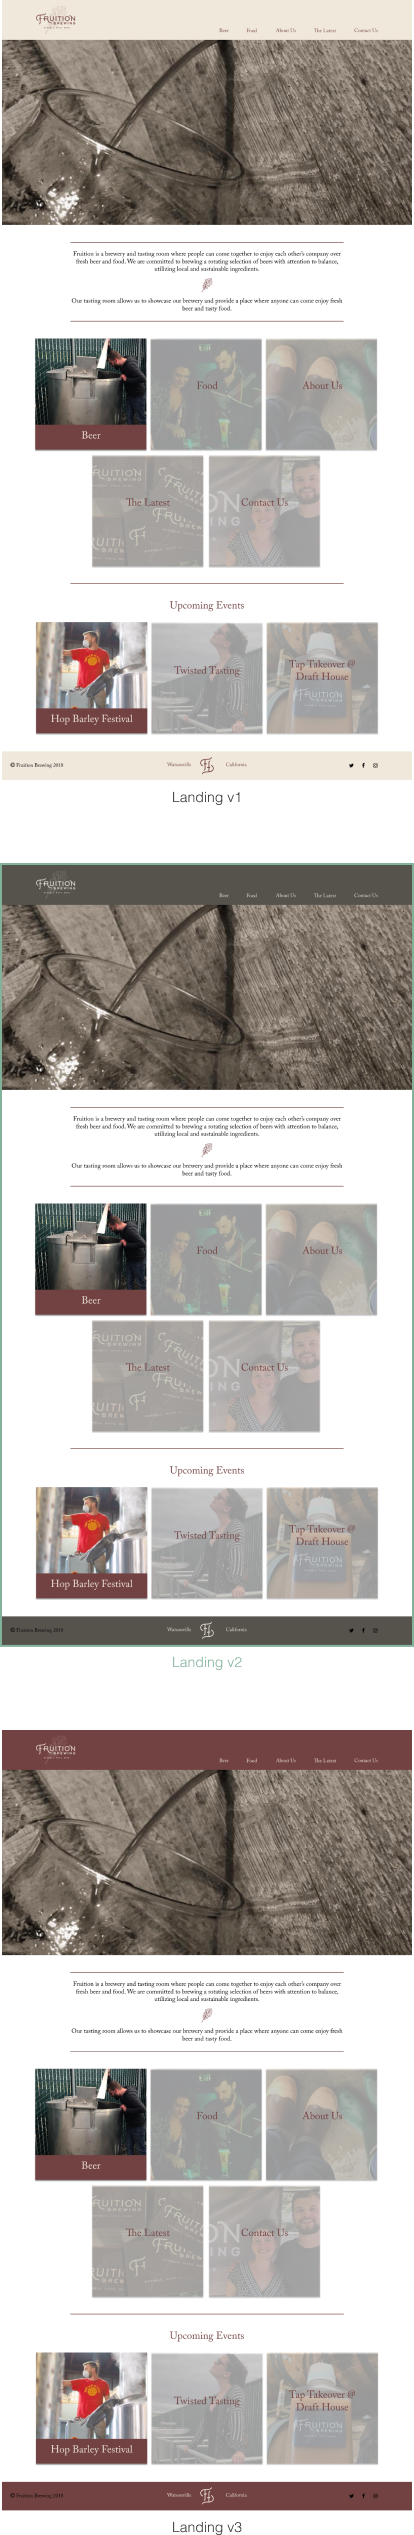 FRUITION
BREWING
Beer Food About Us The Latest Contact Us
Fruition is a brewery and tasting room where people can come together to enjoy each other's company over
fresh beer and food. We are committed to brewing a rotating selection of beers with attention to balance,
utilizing local and sustainable ingredients.
Our tasting room allows us to showcase our brewery and provide a place where anyone can come enjoy fresh
beer and tasty food.
Beer
Food
About Us
The Latest
Contact Us
Upcoming Events
Hop Barley Festival
Twisted Tasting
Tap Takeover @
Draft House
© Fruition Brewing 2018 Watsonville California
Landing v1
FRUITION
BREWING
Beer Food About Us The Latest Contact Us
Fruition is a brewery and tasting room where people can come together to enjoy each other's company over
fresh beer and food. We are committed to brewing a rotating selection of beers with attention to balance,
utilizing local and sustainable ingredients.
Our tasting room allows us to showcase our brewery and provide a place where anyone can come enjoy fresh
beer and tasty food.
Beer
Food
About Us
The Latest
Contact Us
Upcoming Events
Hop Barley Festival
Twisted Tasting
Tap Takeover @
Draft House
© Fruition Brewing 2018 Watsonville California
Landing v2
FRUITION
BREWING
Beer Food About Us The Latest Contact Us
Fruition is a brewery and tasting room where people can come together to enjoy each other's company over
fresh beer and food. We are committed to brewing a rotating selection of beers with attention to balance,
utilizing local and sustainable ingredients.
Our tasting room allows us to showcase our brewery and provide a place where anyone can come enjoy fresh
beer and tasty food.
Beer
Food
About Us
The Latest
Contact Us
Upcoming Events
Hop Barley Festival
Twisted Tasting
Tap Takeover @
Draft House
© Fruition Brewing 2018 Watsonville California
Landing v3